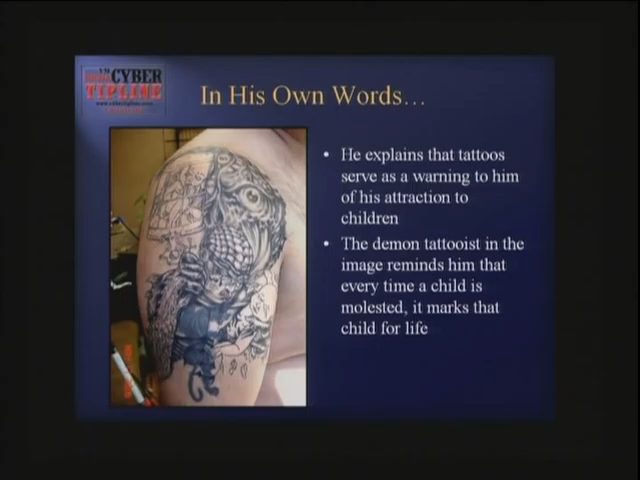 CYBER
TIPLINE
In His Own Words…
• He explains that tattoos
serve as a warning to him
of his attraction to
children
• The demon tattooist in the
image reminds him that
every time a child is
molested, it marks that
child for life